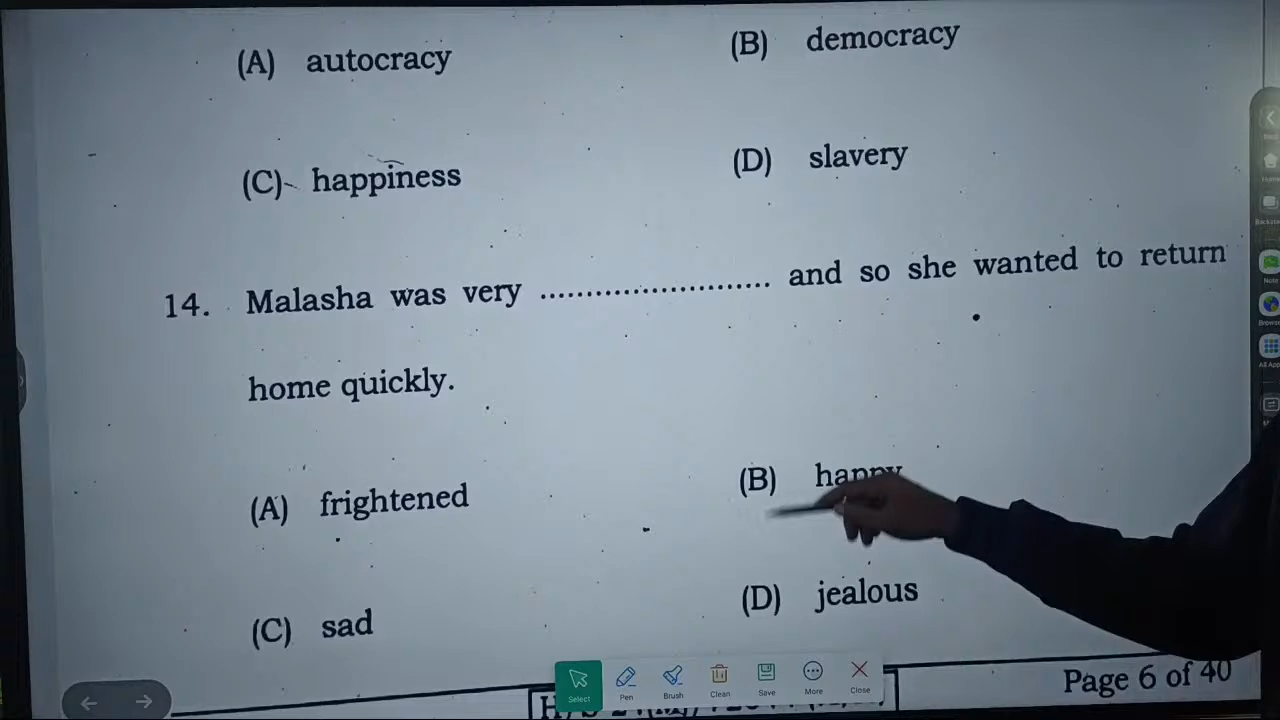 (A) autocracy (B) democracy
(C) happiness (D) slavery
14. Malasha was very ........................ and so she wanted to return
home quickly.
(A) frightened (B) happy
(C) sad (D) jealous
Page 6 of 40
Select Pen Brush Clean Save More Close